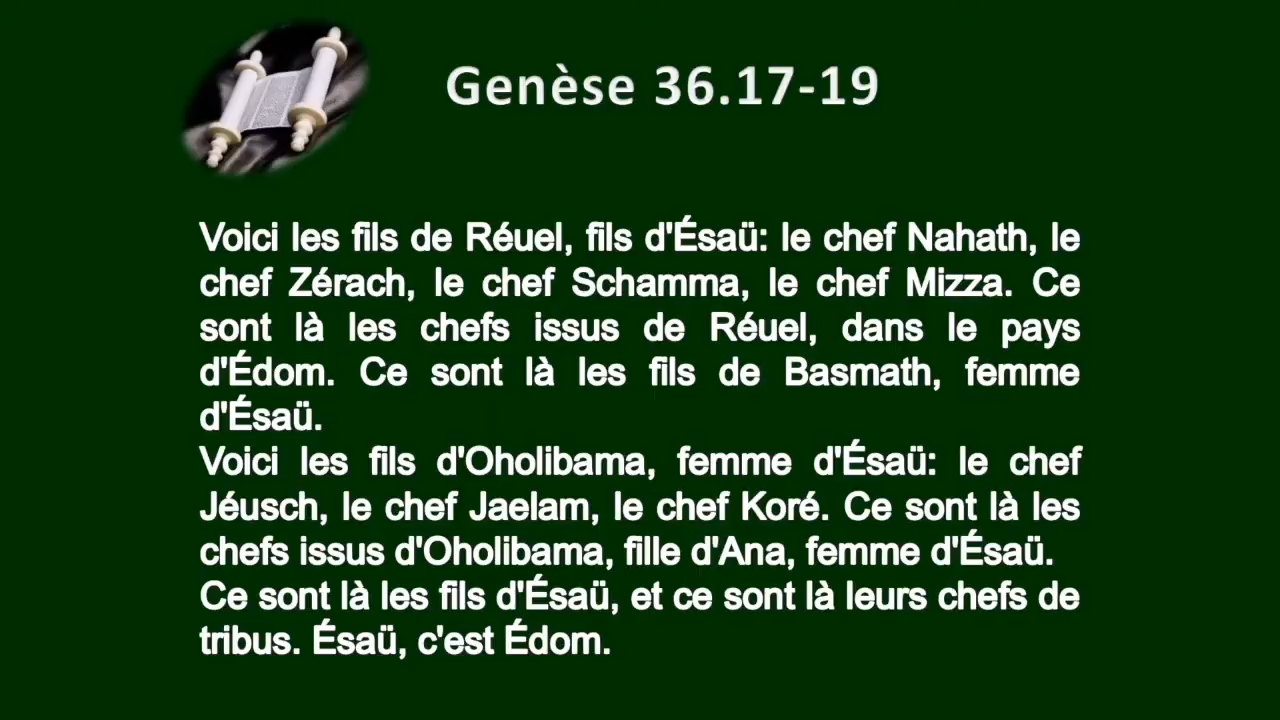 Genèse 36.17-19
Voici les fils de Réuel, fils d'Ésaü: le chef Nahath, le
chef Zérach, le chef Schamma, le chef Mizza. Ce
sont là les chefs issus de Réuel, dans le pays
d'Édom. Ce sont là les fils de Basmath, femme
d'Ésaü.
Voici les fils d'Oholibama, femme d'Ésaü: le chef
Jéusch, le chef Jaelam, le chef Koré. Ce sont là les
chefs issus d'Oholibama, fille d'Ana, femme d'Ésaü.
Ce sont là les fils d'Ésaü, et ce sont là leurs chefs de
tribus. Ésaü, c'est Édom.